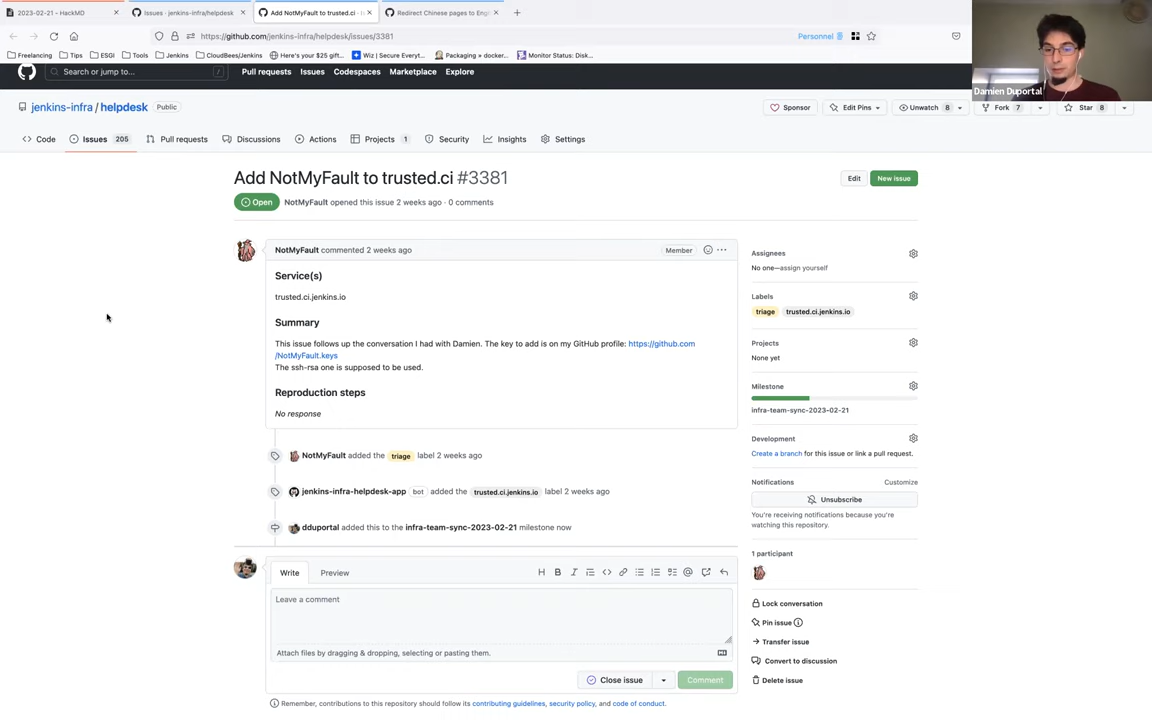 2023-02-21 - HackMD
Issues · jenkins-infra/helpdesk
Add NotMyFault to trusted.ci
Redirect Chinese pages to Eng
https://github.com/jenkins-infra/helpdesk/issues/3381
Personnel
Freelancing
Tips
ESGI
Tools
Jenkins
CloudBees/Jenkins
Here's your $25 gift...
Wiz | Secure Everyt...
Packaging » docker...
Monitor Status: Disk...
Damien Duportal
Search or jump to...
/
Pull requests
Issues
Codespaces
Marketplace
Explore
jenkins-infra / helpdesk
Public
Sponsor
Edit Pins
Unwatch 8
Fork 7
Star 8
Code
Issues 205
Pull requests
Discussions
Actions
Projects 1
Security
Insights
Settings
Add NotMyFault to trusted.ci #3381
Edit
New issue
Open
NotMyFault opened this issue 2 weeks ago · 0 comments
NotMyFault commented 2 weeks ago
Member
Service(s)
trusted.ci.jenkins.io
Summary
This issue follows up the conversation I had with Damien. The key to add is on my GitHub profile: https://github.com
/NotMyFault.keys
The ssh-rsa one is supposed to be used.
Reproduction steps
No response
NotMyFault added the triage label 2 weeks ago
jenkins-infra-helpdesk-app bot added the trusted.ci.jenkins.io label 2 weeks ago
dduportal added this to the infra-team-sync-2023-02-21 milestone now
Write
Preview
Leave a comment
Attach files by dragging & dropping, selecting or pasting them.
Close issue
Comment
Remember, contributions to this repository should follow its contributing guidelines, security policy, and code of conduct.
Assignees
No one—assign yourself
Labels
triage
trusted.ci.jenkins.io
Projects
None yet
Milestone
infra-team-sync-2023-02-21
Development
Create a branch for this issue or link a pull request.
Notifications
Customize
Unsubscribe
You're receiving notifications because you're
watching this repository.
1 participant
Lock conversation
Pin issue
Transfer issue
Convert to discussion
Delete issue